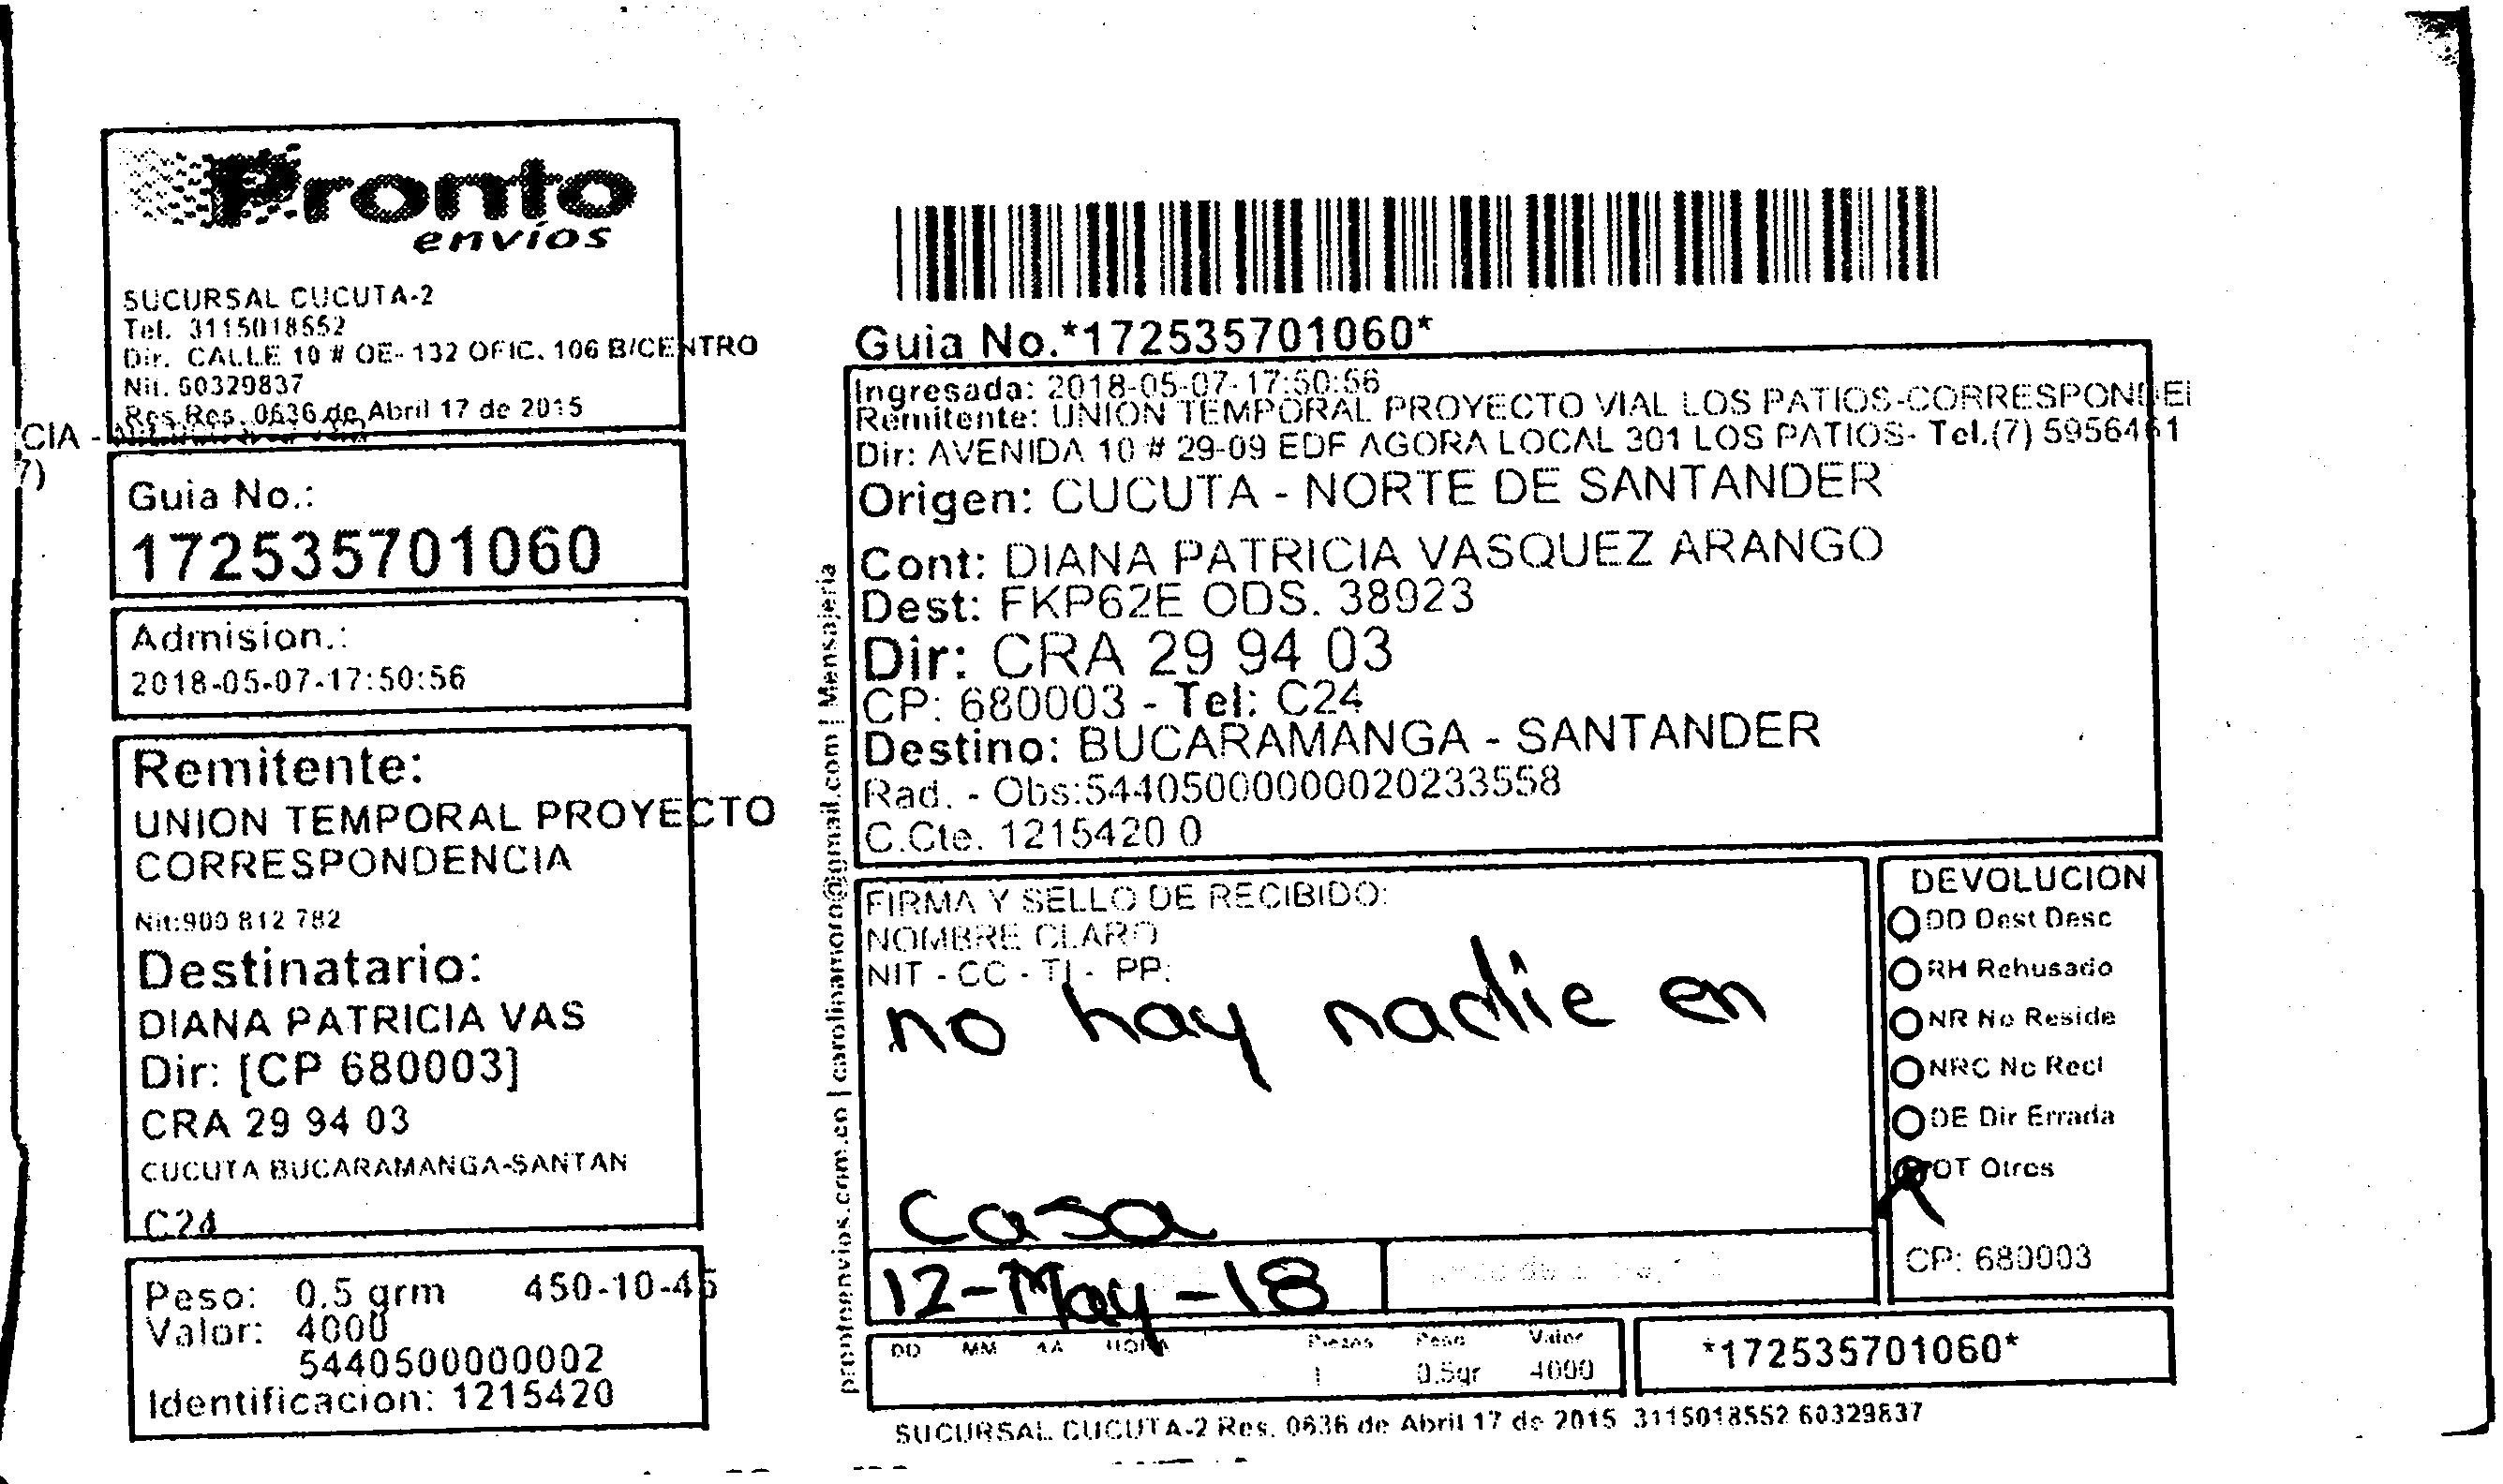 Pronto
envíos
SUCURSAL CUCUTA-2
Tel. 3115018552
Dir. CALLE 10 # OE-132 OFIC. 106 B/CENTRO
Nit. 60329837
Res Res. 0636 de Abril 17 de 2015
CIA -
7)
Guia No.:
172535701060
Admision.:
2018-05-07-17:50:56
Remitente:
UNION TEMPORAL PROYECTO
CORRESPONDENCIA
Nit:900 812 782
Destinatario:
DIANA PATRICIA VAS
Dir: [CP 680003]
CRA 29 94 03
CUCUTA BUCARAMANGA-SANTAN
C24
Peso: 0.5 grm 450-10-45
Valor: 4000
5440500000002
Identificacion: 1215420
prontoenvios.com.co | carolinamoro@gmail.com | Mensajeria
Guia No.*172535701060*
Ingresada: 2018-05-07-17:50:56
Remitente: UNION TEMPORAL PROYECTO VIAL LOS PATIOS-CORRESPONDEI
Dir: AVENIDA 10 # 29-09 EDF AGORA LOCAL 301 LOS PATIOS- Tel.(7) 5956461
Origen: CUCUTA - NORTE DE SANTANDER
Cont: DIANA PATRICIA VASQUEZ ARANGO
Dest: FKP62E ODS. 38923
Dir: CRA 29 94 03
CP: 680003 - Tel: C24
Destino: BUCARAMANGA - SANTANDER
Rad. - Obs:54405000000020233558
C.Cte. 1215420 0
FIRMA Y SELLO DE RECIBIDO:
NOMBRE CLARO
NIT - CC - TI - PP:
no hay nadie en
casa
12-May-18
DD MM AA HORA Piezas Peso Valor
1 0.5gr 4000
DEVOLUCION
DD Dest Desc
RH Rehusado
NR No Reside
NRC No Recl
DE Dir Errada
OT Otros
CP: 680003
*172535701060*
SUCURSAL CUCUTA-2 Res. 0636 de Abril 17 de 2015 3115018552 60329837